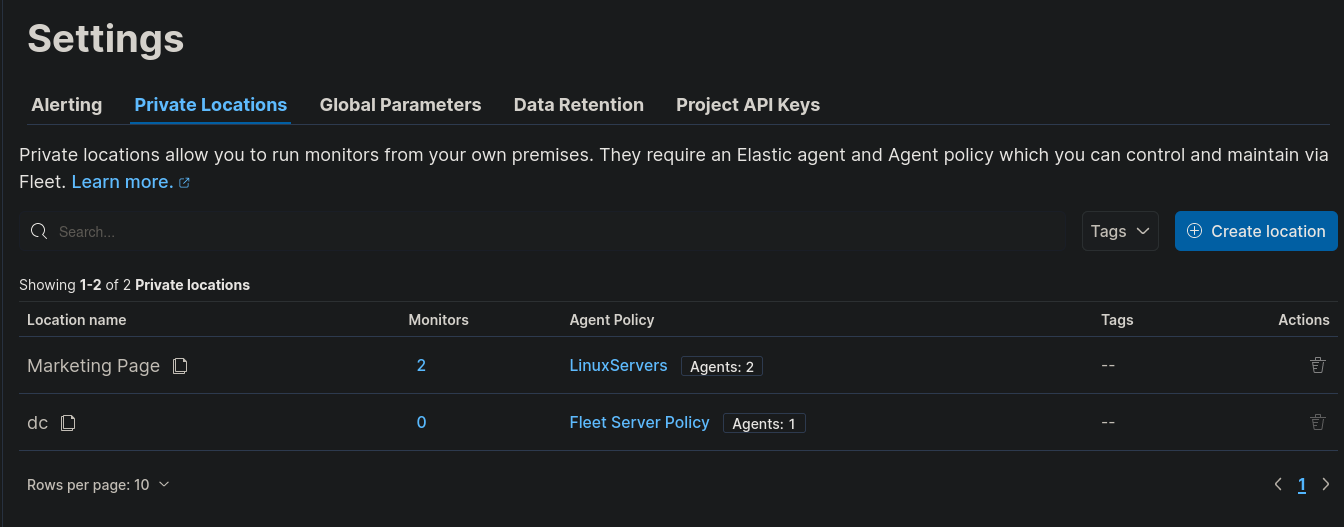 Settings
Alerting Private Locations Global Parameters Data Retention Project API Keys
Private locations allow you to run monitors from your own premises. They require an Elastic agent and Agent policy which you can control and maintain via
Fleet. Learn more.
Search... Tags Create location
Showing 1-2 of 2 Private locations
Location name Monitors Agent Policy Tags Actions
Marketing Page 2 LinuxServers Agents: 2 --
dc 0 Fleet Server Policy Agents: 1 --
Rows per page: 10 1